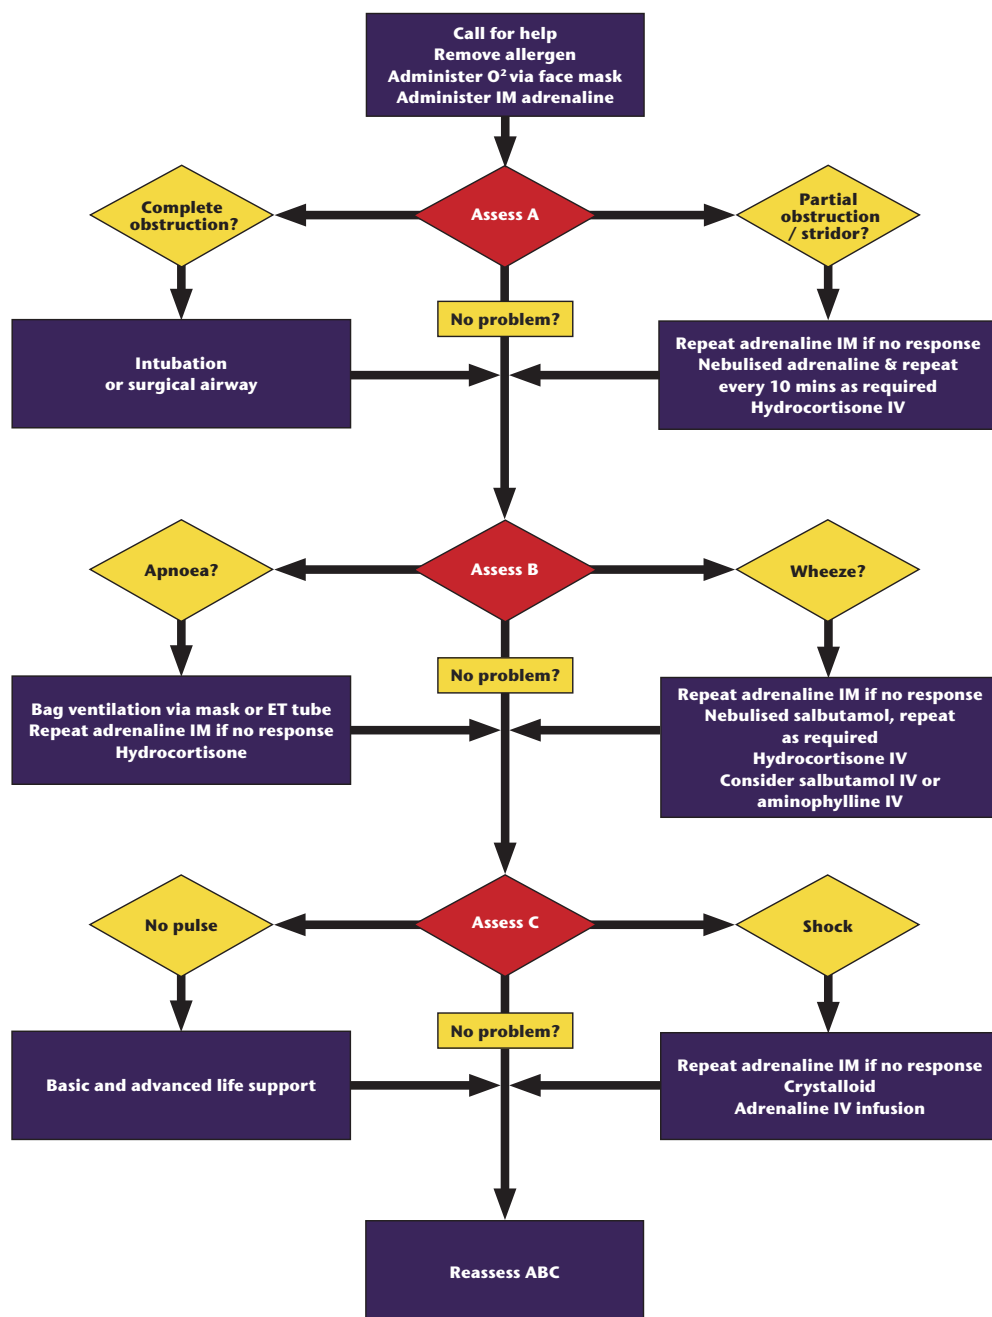 Call for help
Remove allergen
Administer O² via face mask
Administer IM adrenaline
Complete
obstruction?
Assess A
Partial
obstruction
/ stridor?
No problem?
Intubation
or surgical airway
Repeat adrenaline IM if no response
Nebulised adrenaline & repeat
every 10 mins as required
Hydrocortisone IV
Apnoea?
Assess B
Wheeze?
No problem?
Bag ventilation via mask or ET tube
Repeat adrenaline IM if no response
Hydrocortisone
Repeat adrenaline IM if no response
Nebulised salbutamol, repeat
as required
Hydrocortisone IV
Consider salbutamol IV or
aminophylline IV
No pulse
Assess C
Shock
No problem?
Basic and advanced life support
Repeat adrenaline IM if no response
Crystalloid
Adrenaline IV infusion
Reassess ABC